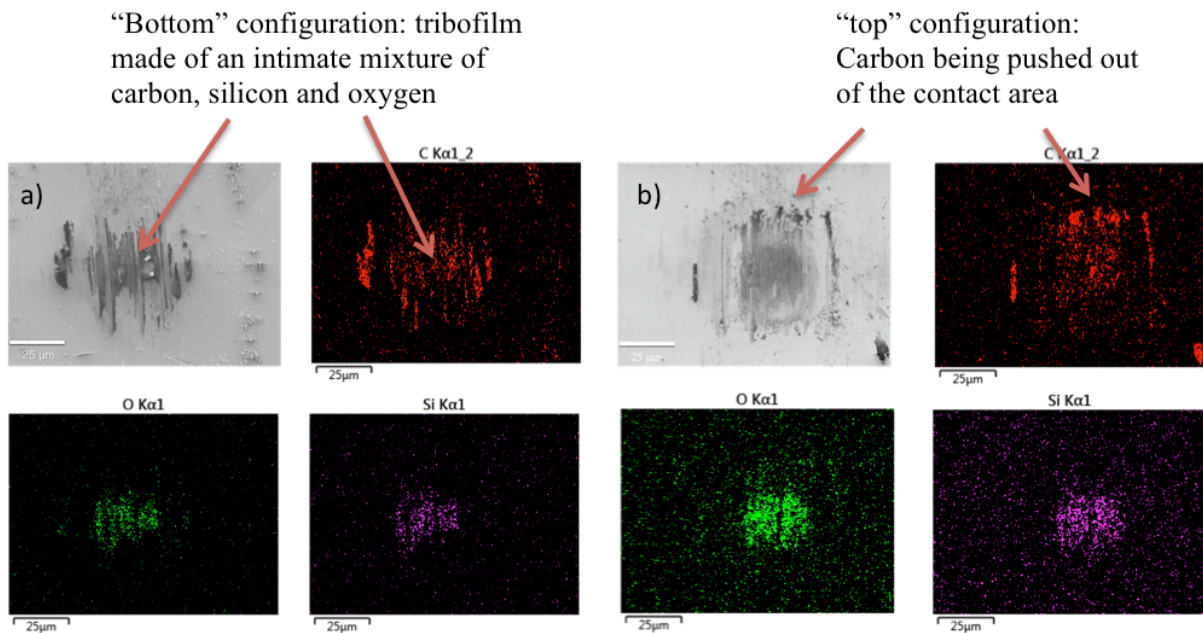 “Bottom” configuration: tribofilm
made of an intimate mixture of
carbon, silicon and oxygen
“top” configuration:
Carbon being pushed out
of the contact area
C Kα1_2
C Kα1_2
a)
b)
25 µm
25µm
25 µm
25µm
O Kα1
Si Kα1
O Kα1
Si Kα1
25µm
25µm
25µm
25µm